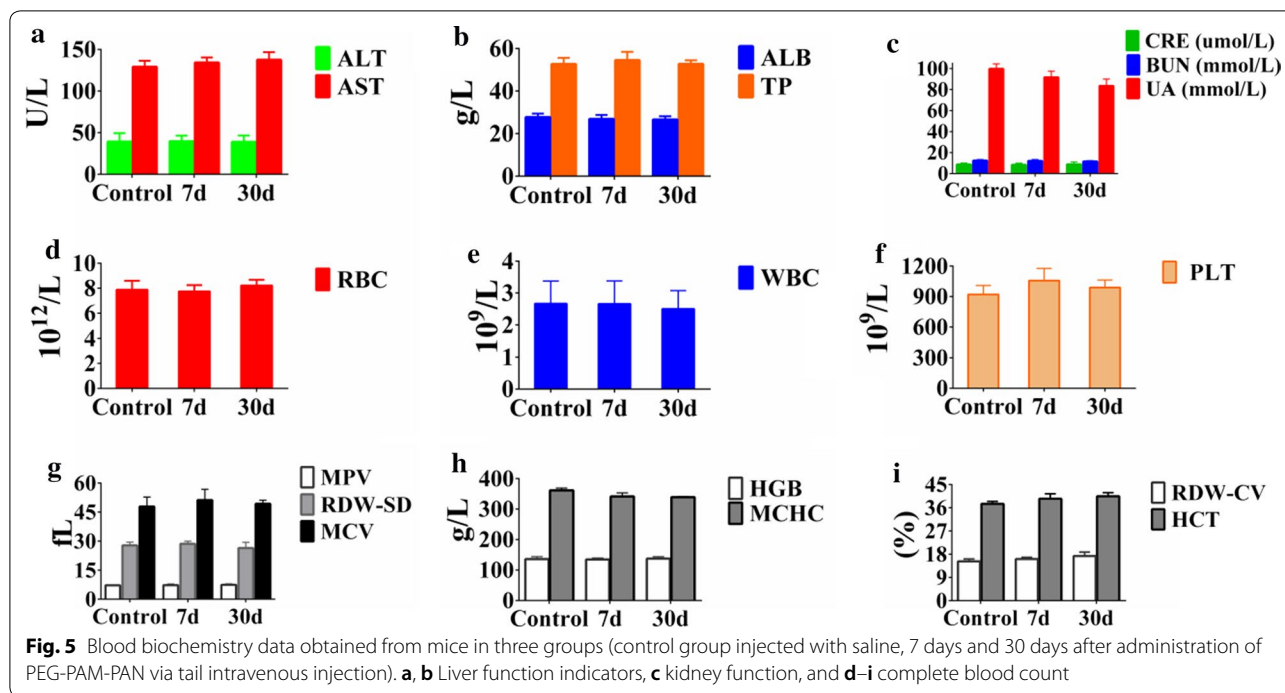 a
150
100
50
0
U/L
Control 7d 30d
ALT
AST
b
60
40
20
0
g/L
Control 7d 30d
ALB
TP
c
100
80
60
40
20
0
Control 7d 30d
CRE (umol/L)
BUN (mmol/L)
UA (mmol/L)
d
10
8
6
4
2
0
10¹²/L
Control 7d 30d
RBC
e
4
3
2
1
0
10⁹/L
Control 7d 30d
WBC
f
1200
900
600
300
0
10⁹/L
Control 7d 30d
PLT
g
60
45
30
15
0
fL
Control 7d 30d
MPV
RDW-SD
MCV
h
400
300
200
100
0
g/L
Control 7d 30d
HGB
MCHC
i
45
36
27
18
9
0
(%)
Control 7d 30d
RDW-CV
HCT
Fig. 5 Blood biochemistry data obtained from mice in three groups (control group injected with saline, 7 days and 30 days after administration of
PEG-PAM-PAN via tail intravenous injection). a, b Liver function indicators, c kidney function, and d–i complete blood count